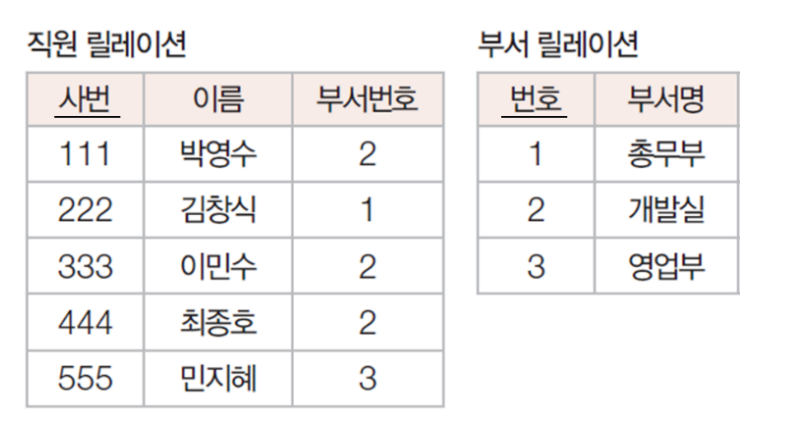 직원 릴레이션
사번 이름 부서번호
111 박영수 2
222 김창식 1
333 이민수 2
444 최종호 2
555 민지혜 3
부서 릴레이션
번호 부서명
1 총무부
2 개발실
3 영업부